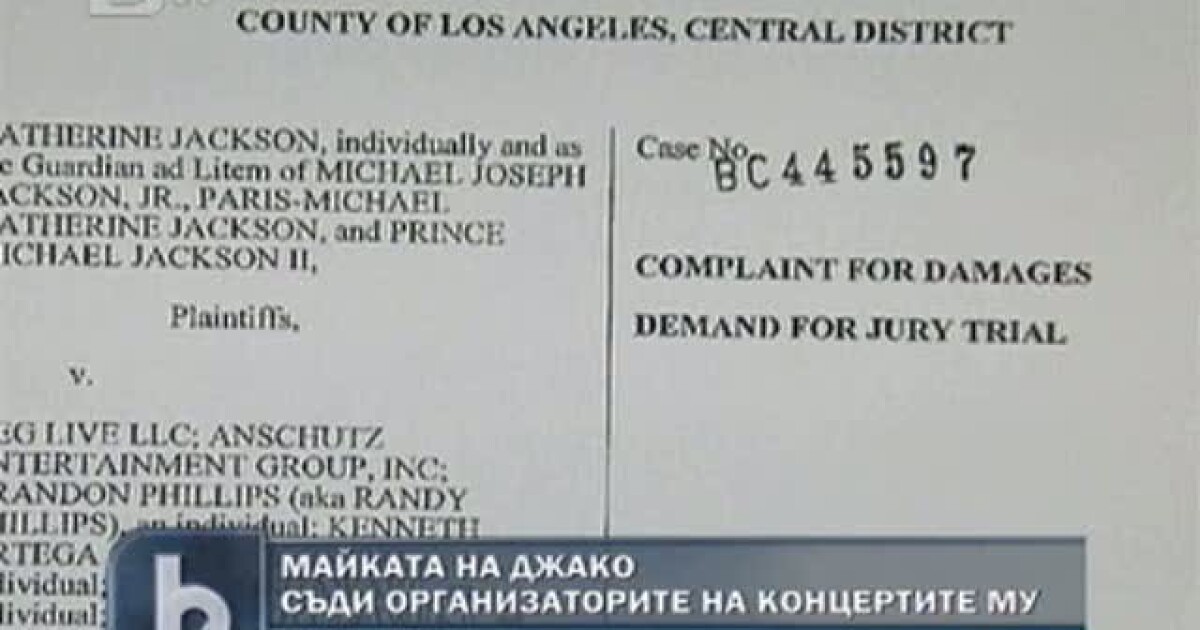 COUNTY OF LOS ANGELES, CENTRAL DISTRICT
ATHERINE JACKSON, individually and as
e Guardian ad Litem of MICHAEL JOSEPH
ACKSON, JR., PARIS-MICHAEL
ATHERINE JACKSON, and PRINCE
ICHAEL JACKSON II,
Plaintiffs,
v.
EG LIVE LLC; ANSCHUTZ
NTERTAINMENT GROUP, INC;
RANDON PHILLIPS (aka RANDY
HILLIPS), an individual; KENNETH
RTEGA
dividual;
dividual;
Case No.
BC445597
COMPLAINT FOR DAMAGES
DEMAND FOR JURY TRIAL
b
МАЙКАТА НА ДЖАКО
СЪДИ ОРГАНИЗАТОРИТЕ НА КОНЦЕРТИТЕ МУ